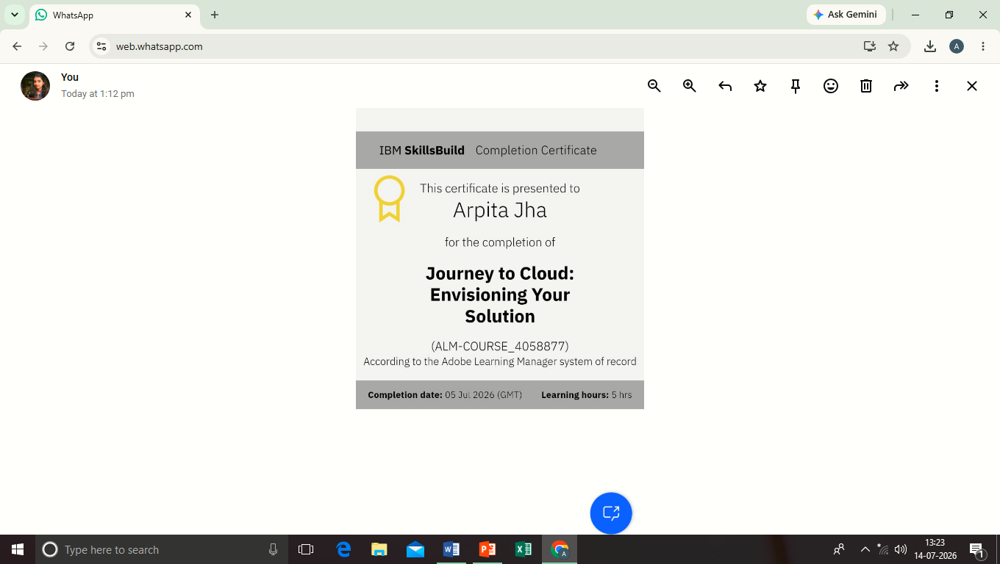 WhatsApp
Ask Gemini
web.whatsapp.com
A
You
Today at 1:12 pm
IBM SkillsBuild Completion Certificate
This certificate is presented to
Arpita Jha
for the completion of
Journey to Cloud:
Envisioning Your
Solution
(ALM-COURSE_4058877)
According to the Adobe Learning Manager system of record
Completion date: 05 Jul 2026 (GMT) Learning hours: 5 hrs
Type here to search
13:23
14-07-2026
1